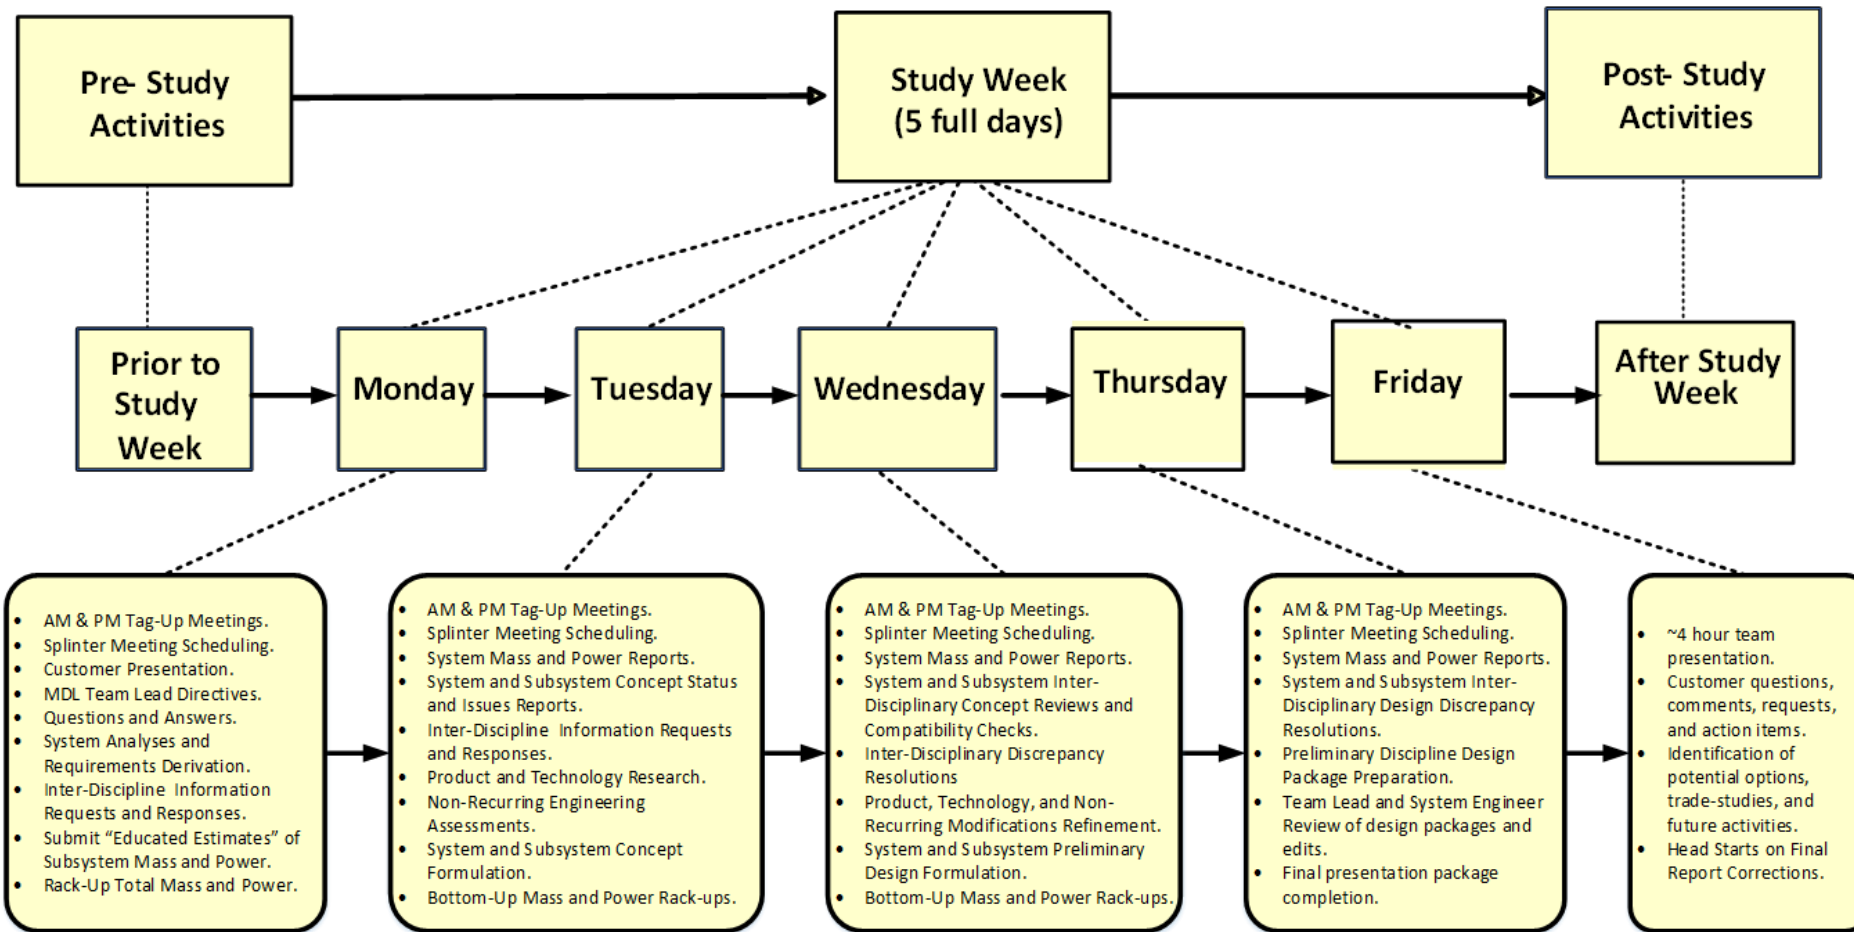 Pre- Study
Activities
Study Week
(5 full days)
Post- Study
Activities
Prior to
Study
Week
Monday
Tuesday
Wednesday
Thursday
Friday
After Study
Week
• AM & PM Tag-Up Meetings.
• Splinter Meeting Scheduling.
• Customer Presentation.
• MDL Team Lead Directives.
• Questions and Answers.
• System Analyses and
Requirements Derivation.
• Inter-Discipline Information
Requests and Responses.
• Submit “Educated Estimates” of
Subsystem Mass and Power.
• Rack-Up Total Mass and Power.
• AM & PM Tag-Up Meetings.
• Splinter Meeting Scheduling.
• System Mass and Power Reports.
• System and Subsystem Concept Status
and Issues Reports.
• Inter-Discipline Information Requests
and Responses.
• Product and Technology Research.
• Non-Recurring Engineering
Assessments.
• System and Subsystem Concept
Formulation.
• Bottom-Up Mass and Power Rack-ups.
• AM & PM Tag-Up Meetings.
• Splinter Meeting Scheduling.
• System Mass and Power Reports.
• System and Subsystem Inter-
Disciplinary Concept Reviews and
Compatibility Checks.
• Inter-Disciplinary Discrepancy
Resolutions
• Product, Technology, and Non-
Recurring Modifications Refinement.
• System and Subsystem Preliminary
Design Formulation.
• Bottom-Up Mass and Power Rack-ups.
• AM & PM Tag-Up Meetings.
• Splinter Meeting Scheduling.
• System Mass and Power Reports.
• System and Subsystem Inter-
Disciplinary Design Discrepancy
Resolutions.
• Preliminary Discipline Design
Package Preparation.
• Team Lead and System Engineer
Review of design packages and
edits.
• Final presentation package
completion.
• ~4 hour team
presentation.
• Customer questions,
comments, requests,
and action items.
• Identification of
potential options,
trade-studies, and
future activities.
• Head Starts on Final
Report Corrections.